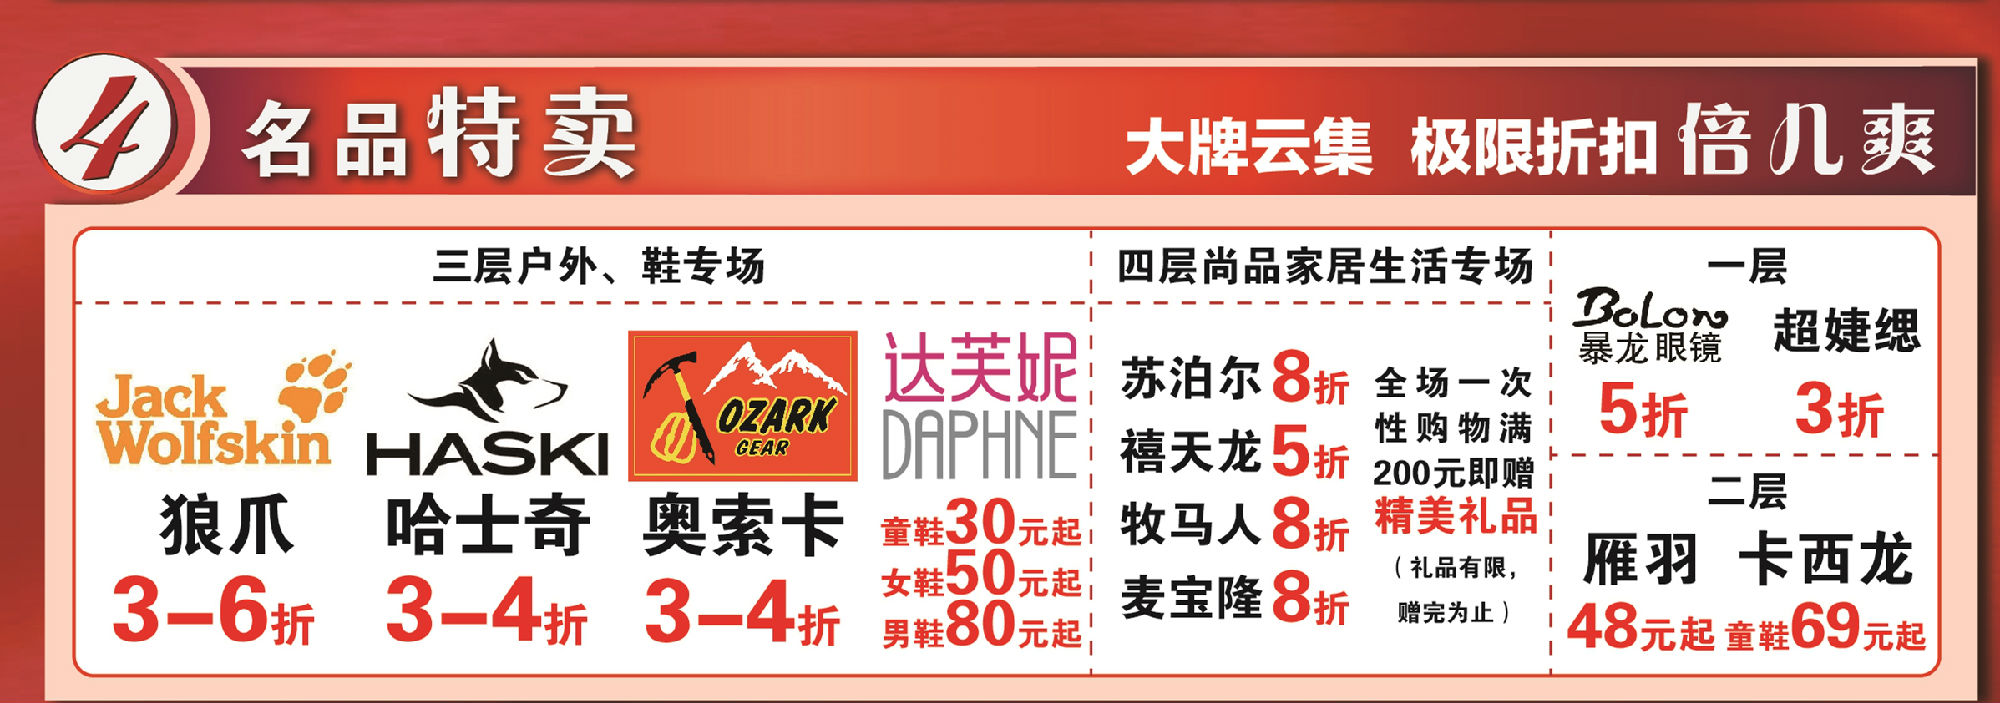 4
名品特卖
大牌云集 极限折扣 倍儿爽
三层户外、鞋专场
Jack
Wolfskin
狼爪
3-6折
HASKI
哈士奇
3-4折
OZARK
GEAR
奥索卡
3-4折
达芙妮
DAPHNE
童鞋30元起
女鞋50元起
男鞋80元起
四层尚品家居生活专场
苏泊尔8折
禧天龙5折
牧马人8折
麦宝隆8折
全场一次
性购物满
200元即赠
精美礼品
（礼品有限，
赠完为止）
一层
BoLon
暴龙眼镜
5折
超婕缌
3折
二层
雁羽
48元起
卡西龙
童鞋69元起